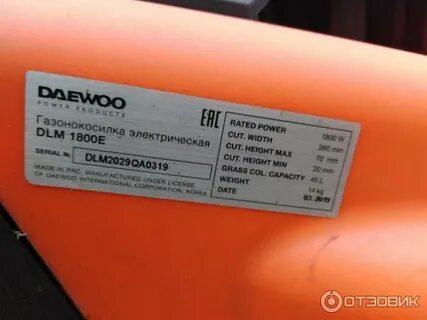 DAEWOO
POWER PRODUCTS
Газонокосилка электрическая
DLM 1800E
SERIAL №: DLM2029QA0319
MADE IN PRC. MANUFACTURED UNDER LICENSE
OF DAEWOO INTERNATIONAL CORPORATION, KOREA
EAC
RATED POWER 1800 W
CUT. WIDTH 380 mm
CUT. HEIGHT MAX 70 mm
CUT. HEIGHT MIN 20 mm
GRASS COL. CAPACITY 45 L
WEIGHT 14 kg
DATE 03.2019
ОТЗОВИК